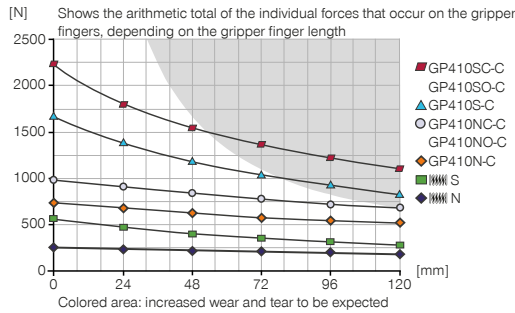 [N] Shows the arithmetic total of the individual forces that occur on the gripper
fingers, depending on the gripper finger length
2500
2000
1500
1000
500
0
0 24 48 72 96 120 [mm]
GP410SC-C
GP410SO-C
GP410S-C
GP410NC-C
GP410NO-C
GP410N-C
S
N
Colored area: increased wear and tear to be expected